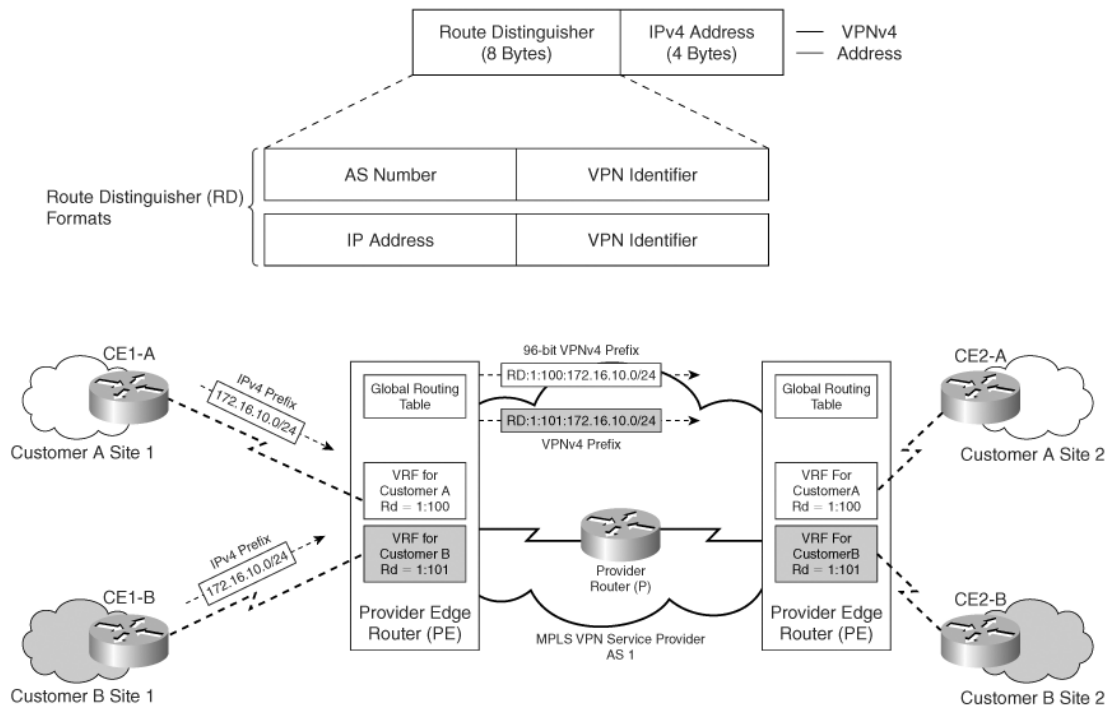 Route Distinguisher
(8 Bytes)
IPv4 Address
(4 Bytes)
VPNv4
Address
Route Distinguisher (RD)
Formats
AS Number
VPN Identifier
IP Address
VPN Identifier
CE1-A
IPv4 Prefix
172.16.10.0/24
Customer A Site 1
Global Routing
Table
96-bit VPNv4 Prefix
RD:1:100:172.16.10.0/24
RD:1:101:172.16.10.0/24
VPNv4 Prefix
Global Routing
Table
CE2-A
Customer A Site 2
VRF for
Customer A
Rd = 1:100
VRF for
Customer B
Rd = 1:101
Provider Edge
Router (PE)
Provider
Router (P)
MPLS VPN Service Provider
AS 1
VRF For
CustomerA
Rd = 1:100
VRF For
CustomerB
Rd = 1:101
Provider Edge
Router (PE)
IPv4 Prefix
172.16.10.0/24
CE1-B
Customer B Site 1
CE2-B
Customer B Site 2